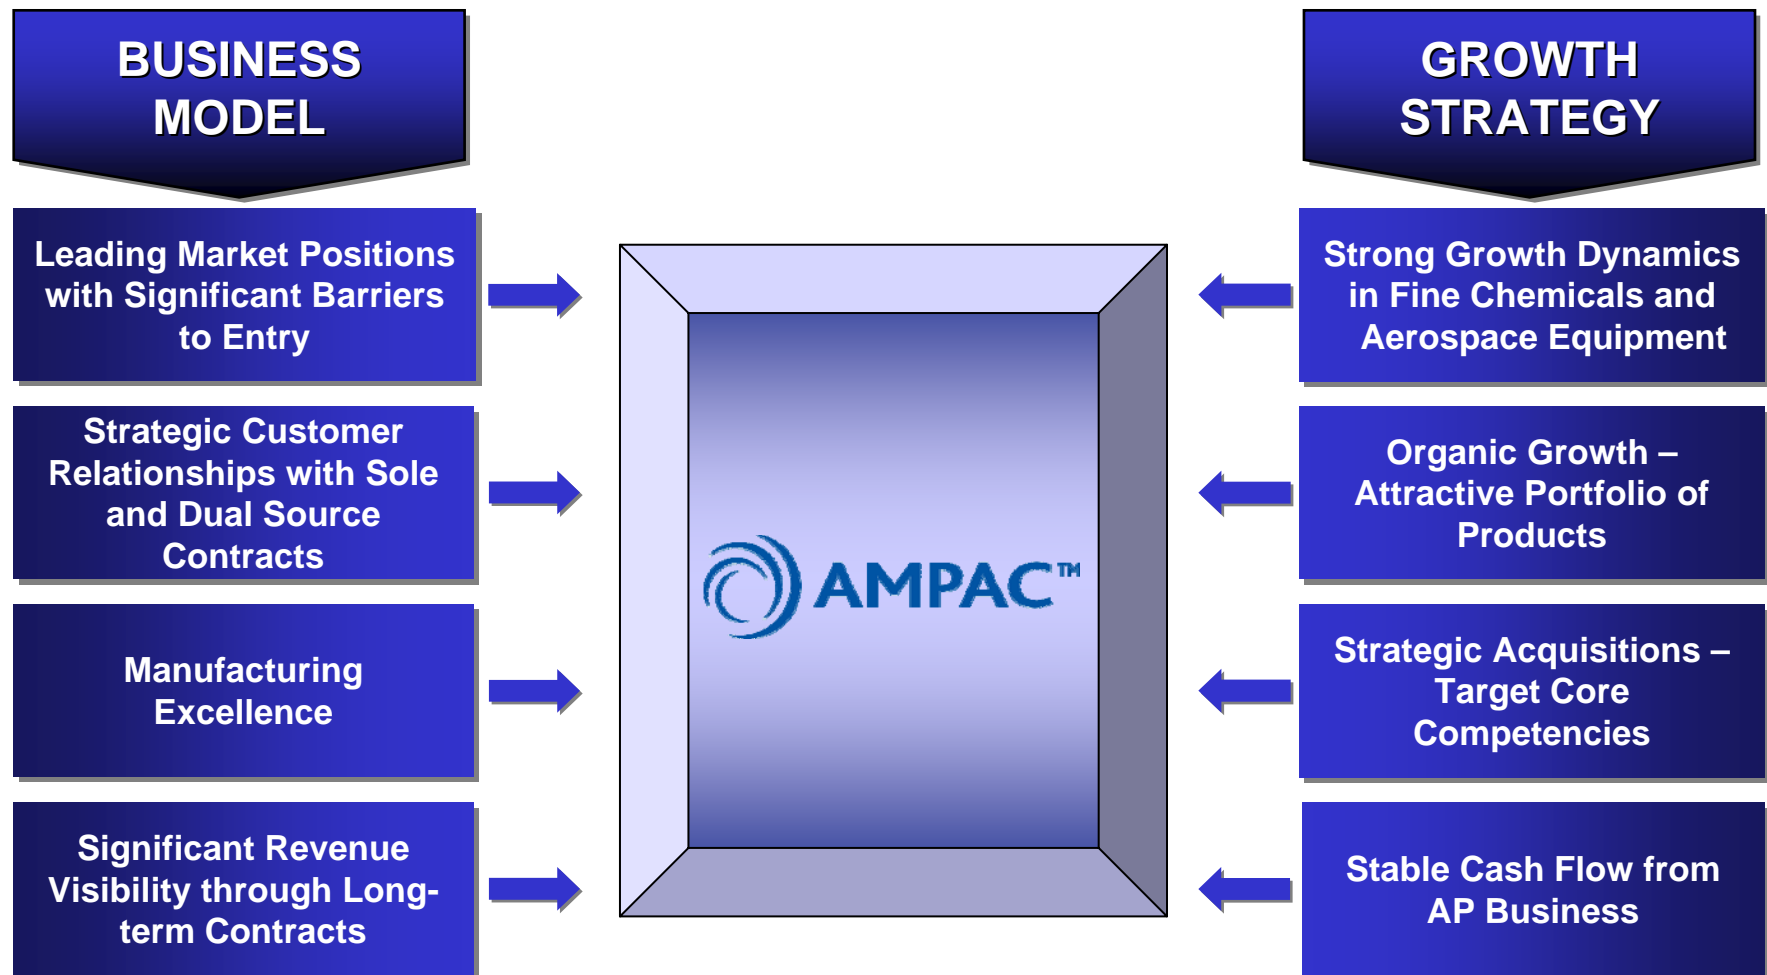 BUSINESS
MODEL
Leading Market Positions
with Significant Barriers
to Entry
Strategic Customer
Relationships with Sole
and Dual Source
Contracts
Manufacturing
Excellence
Significant Revenue
Visibility through Long-
term Contracts
AMPAC™
GROWTH
STRATEGY
Strong Growth Dynamics
in Fine Chemicals and
Aerospace Equipment
Organic Growth –
Attractive Portfolio of
Products
Strategic Acquisitions –
Target Core
Competencies
Stable Cash Flow from
AP Business